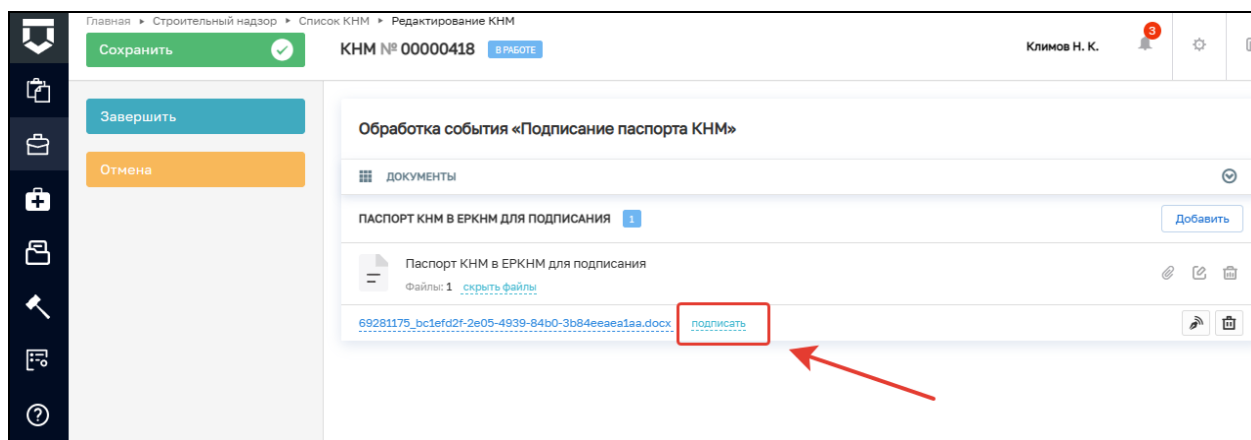 Главная ▸ Строительный надзор ▸ Список КНМ ▸ Редактирование КНМ
Сохранить
КНМ № 00000418 В РАБОТЕ
Климов Н. К.
3
Завершить
Обработка события «Подписание паспорта КНМ»
Отмена
ДОКУМЕНТЫ
ПАСПОРТ КНМ В ЕРКНМ ДЛЯ ПОДПИСАНИЯ 1
Добавить
Паспорт КНМ в ЕРКНМ для подписания
Файлы: 1 скрыть файлы
69281175_bc1efd2f-2e05-4939-84b0-3b84eeaea1aa.docx подписать